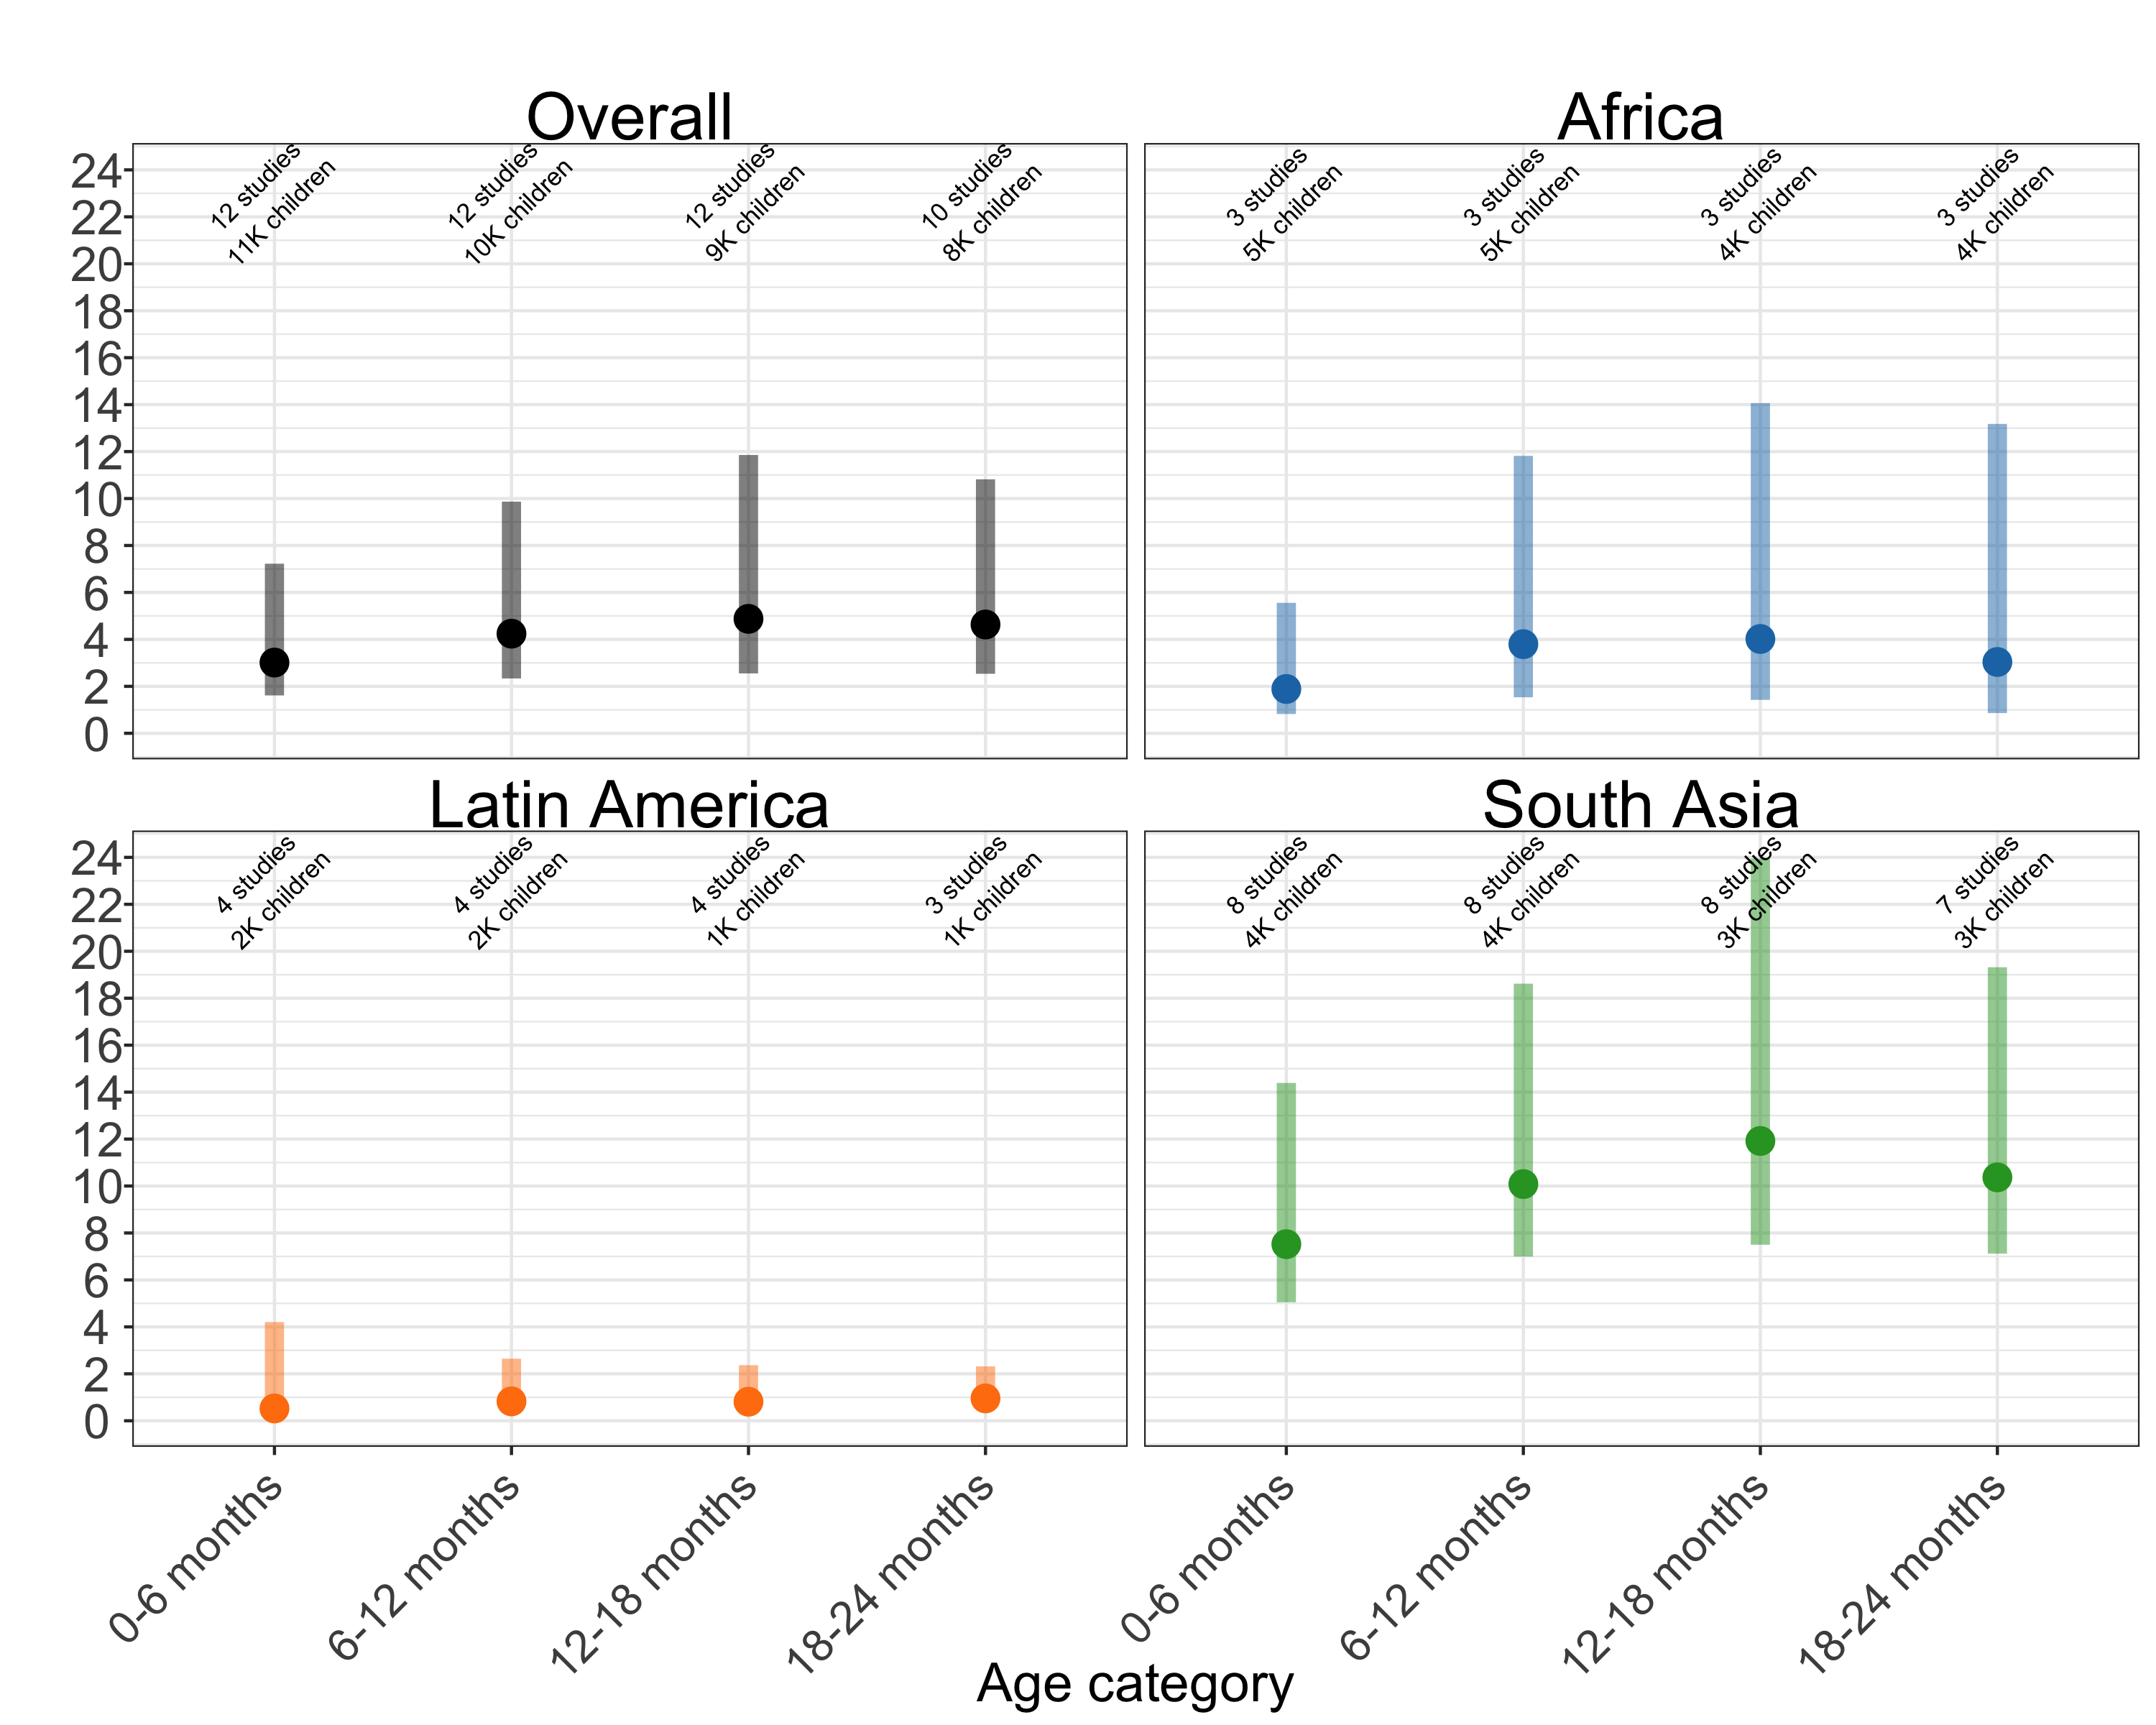 Overall
Africa
24
22
20
18
16
14
12
10
8
6
4
2
0
12 studies
11K children
12 studies
10K children
12 studies
9K children
10 studies
8K children
3 studies
5K children
3 studies
5K children
3 studies
4K children
3 studies
4K children
Latin America
South Asia
24
22
20
18
16
14
12
10
8
6
4
2
0
4 studies
2K children
4 studies
2K children
4 studies
1K children
3 studies
1K children
8 studies
4K children
8 studies
4K children
8 studies
3K children
7 studies
3K children
0-6 months
6-12 months
12-18 months
18-24 months
0-6 months
6-12 months
12-18 months
18-24 months
Age category